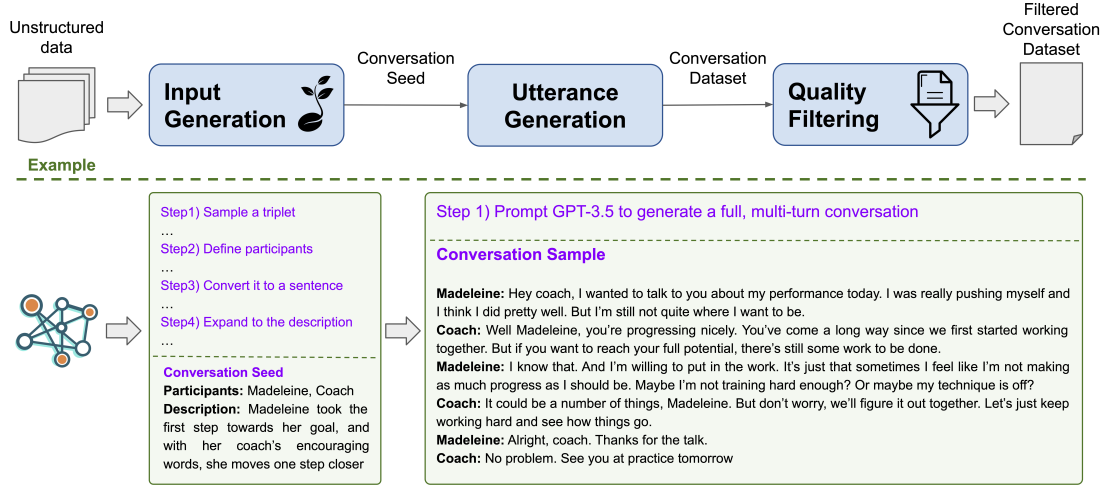 Unstructured
data
Input
Generation
Conversation
Seed
Utterance
Generation
Conversation
Dataset
Quality
Filtering
Filtered
Conversation
Dataset
Example
Step1) Sample a triplet
...
Step2) Define participants
...
Step3) Convert it to a sentence
...
Step4) Expand to the description
...
Conversation Seed
Participants: Madeleine, Coach
Description: Madeleine took the
first step towards her goal, and
with her coach's encouraging
words, she moves one step closer
Step 1) Prompt GPT-3.5 to generate a full, multi-turn conversation
Conversation Sample
Madeleine: Hey coach, I wanted to talk to you about my performance today. I was really pushing myself and
I think I did pretty well. But I'm still not quite where I want to be.
Coach: Well Madeleine, you're progressing nicely. You've come a long way since we first started working
together. But if you want to reach your full potential, there's still some work to be done.
Madeleine: I know that. And I'm willing to put in the work. It's just that sometimes I feel like I'm not making
as much progress as I should be. Maybe I'm not training hard enough? Or maybe my technique is off?
Coach: It could be a number of things, Madeleine. But don't worry, we'll figure it out together. Let's just keep
working hard and see how things go.
Madeleine: Alright, coach. Thanks for the talk.
Coach: No problem. See you at practice tomorrow